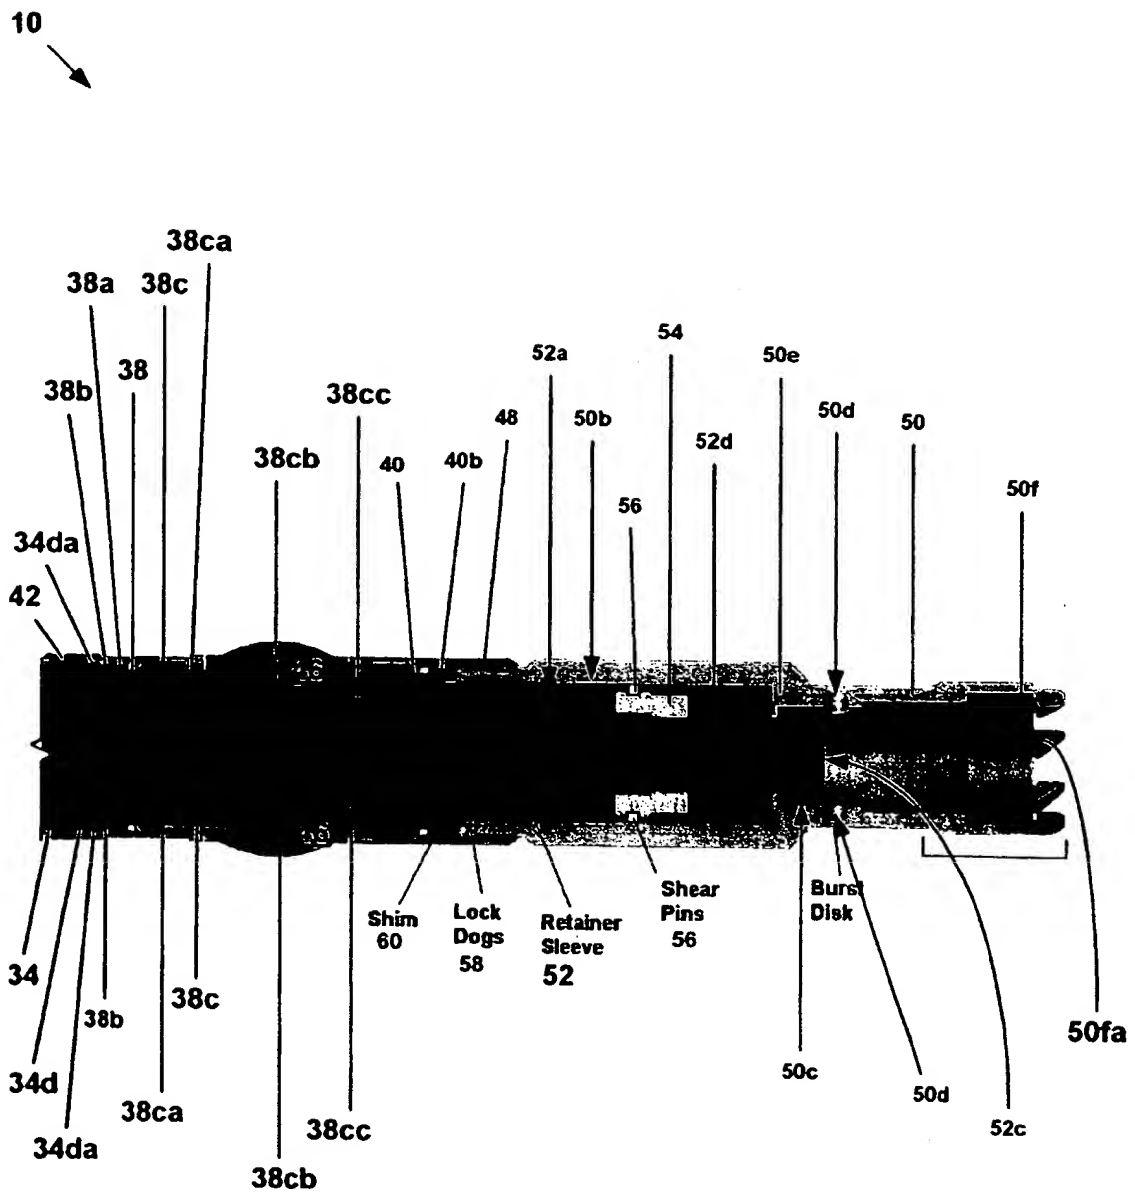 10
38ca
38a
38c
38
38b
38cb
38cc
34da
42
40
40b
48
52a
50b
54
56
52d
50e
50d
50
50f
Shim
60
Lock
Dogs
58
Retainer
Sleeve
52
Shear
Pins
56
Burst
Disk
34
38b
38c
34d
38ca
34da
38cb
38cc
50c
50d
52c
50fa